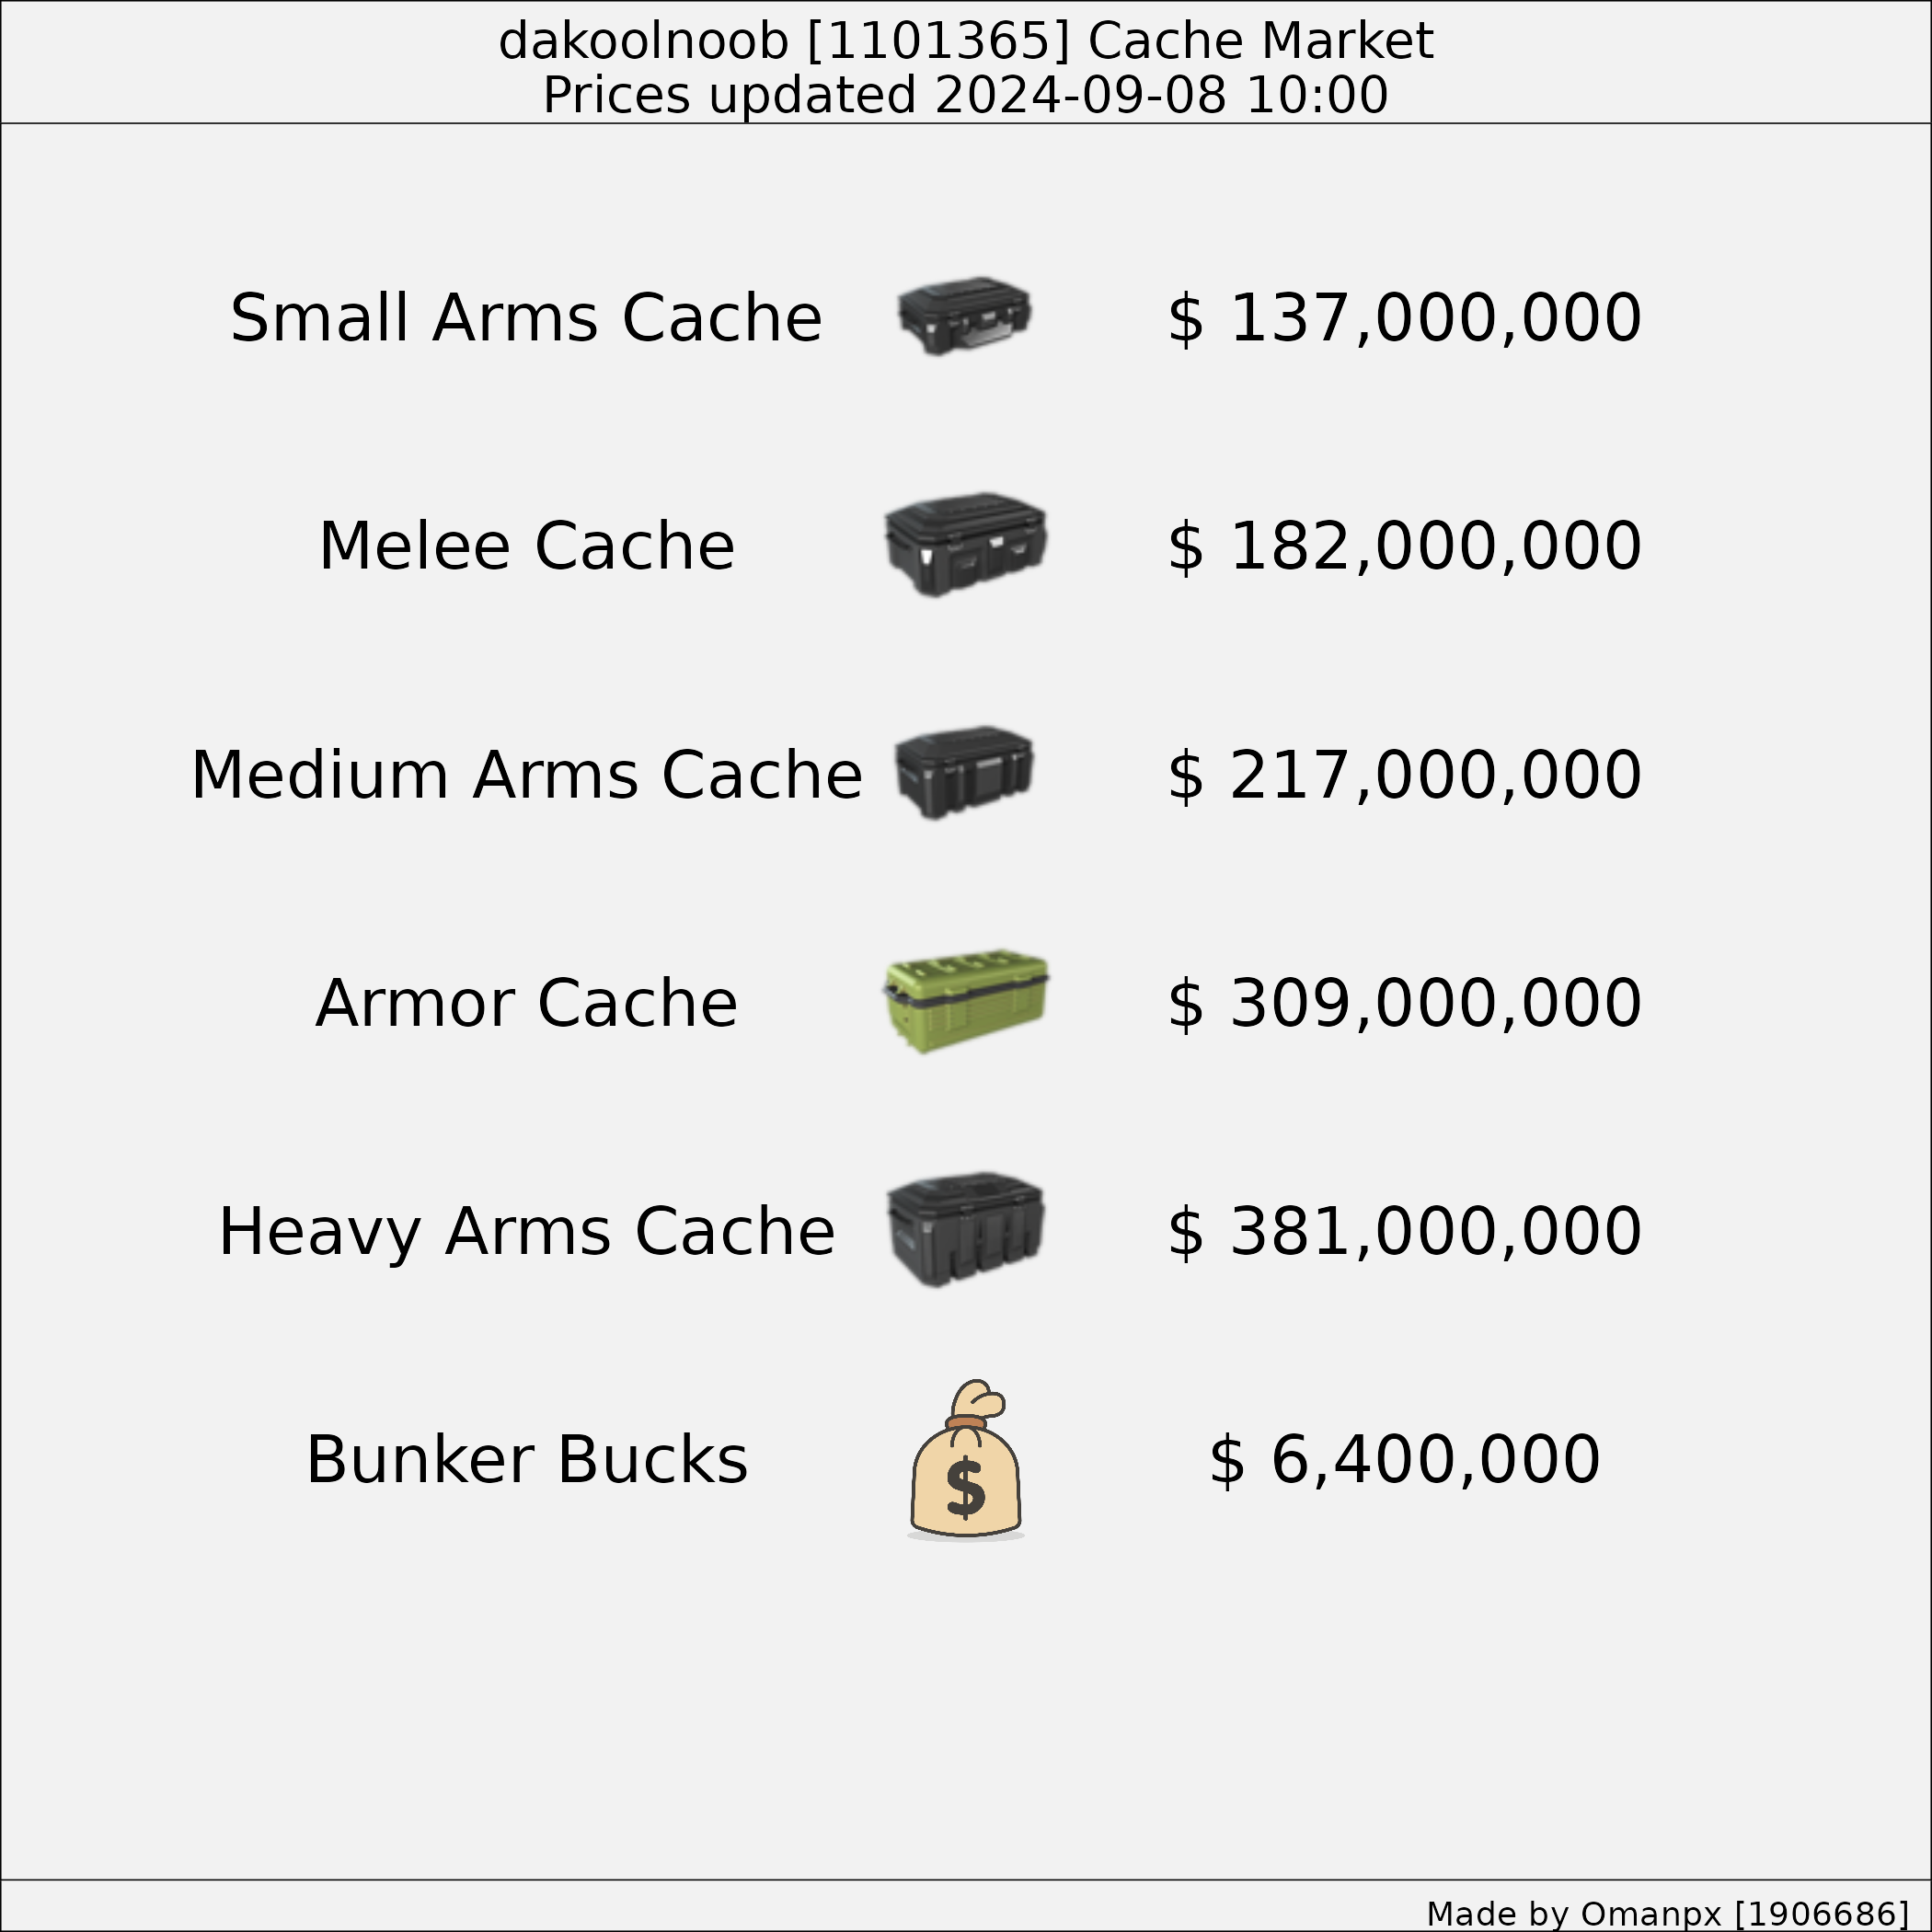 dakoolnoob [1101365] Cache Market
Prices updated 2024-09-08 10:00
Small Arms Cache $ 137,000,000
Melee Cache $ 182,000,000
Medium Arms Cache $ 217,000,000
Armor Cache $ 309,000,000
Heavy Arms Cache $ 381,000,000
Bunker Bucks $ $ 6,400,000
Made by Omanpx [1906686]